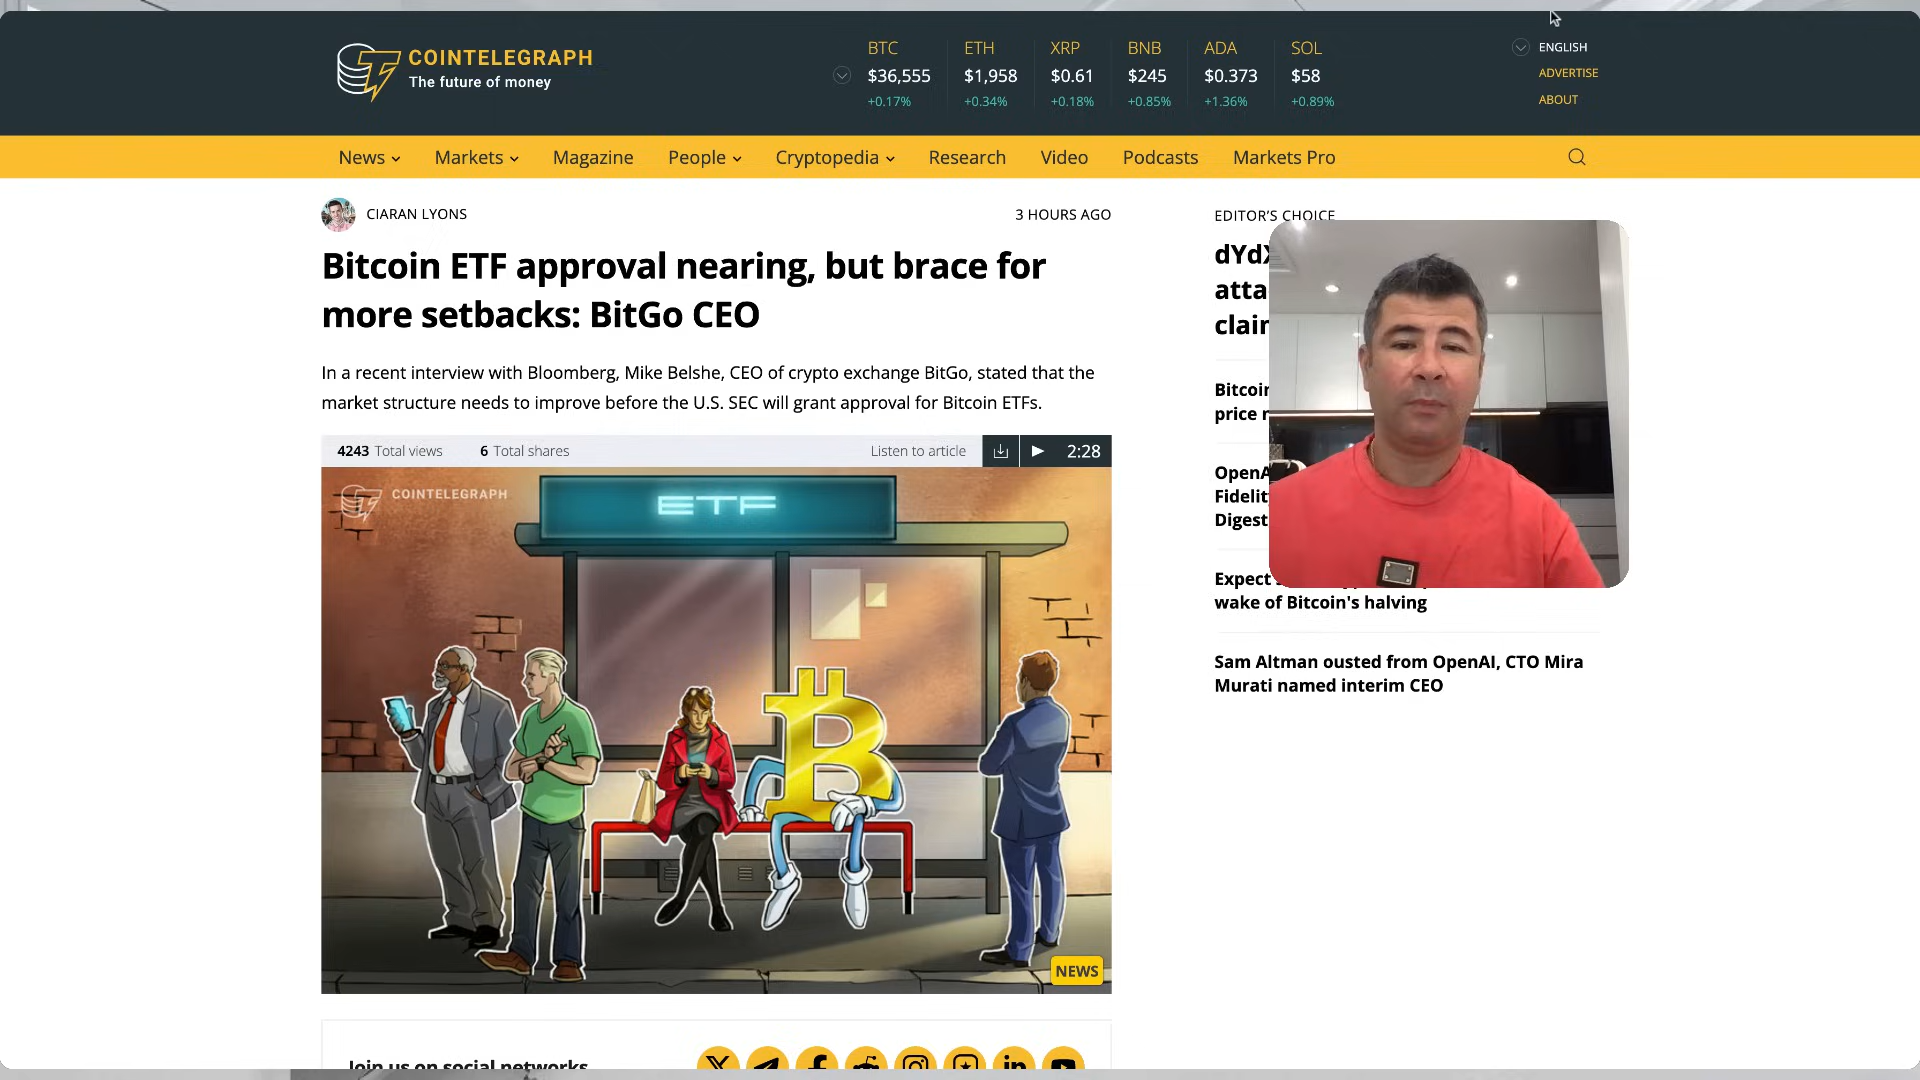 COINTELEGRAPH
The future of money
BTC
$36,555
+0.17%
ETH
$1,958
+0.34%
XRP
$0.61
+0.18%
BNB
$245
+0.85%
ADA
$0.373
+1.36%
SOL
$58
+0.89%
ENGLISH
ADVERTISE
ABOUT
News
Markets
Magazine
People
Cryptopedia
Research
Video
Podcasts
Markets Pro
CIARAN LYONS
3 HOURS AGO
Bitcoin ETF approval nearing, but brace for
more setbacks: BitGo CEO
In a recent interview with Bloomberg, Mike Belshe, CEO of crypto exchange BitGo, stated that the
market structure needs to improve before the U.S. SEC will grant approval for Bitcoin ETFs.
4243 Total views
6 Total shares
Listen to article
2:28
COINTELEGRAPH
ETF
NEWS
Join us on social networks
EDITOR'S CHOICE
Expect
wake of Bitcoin's halving
Sam Altman ousted from OpenAI, CTO Mira
Murati named interim CEO